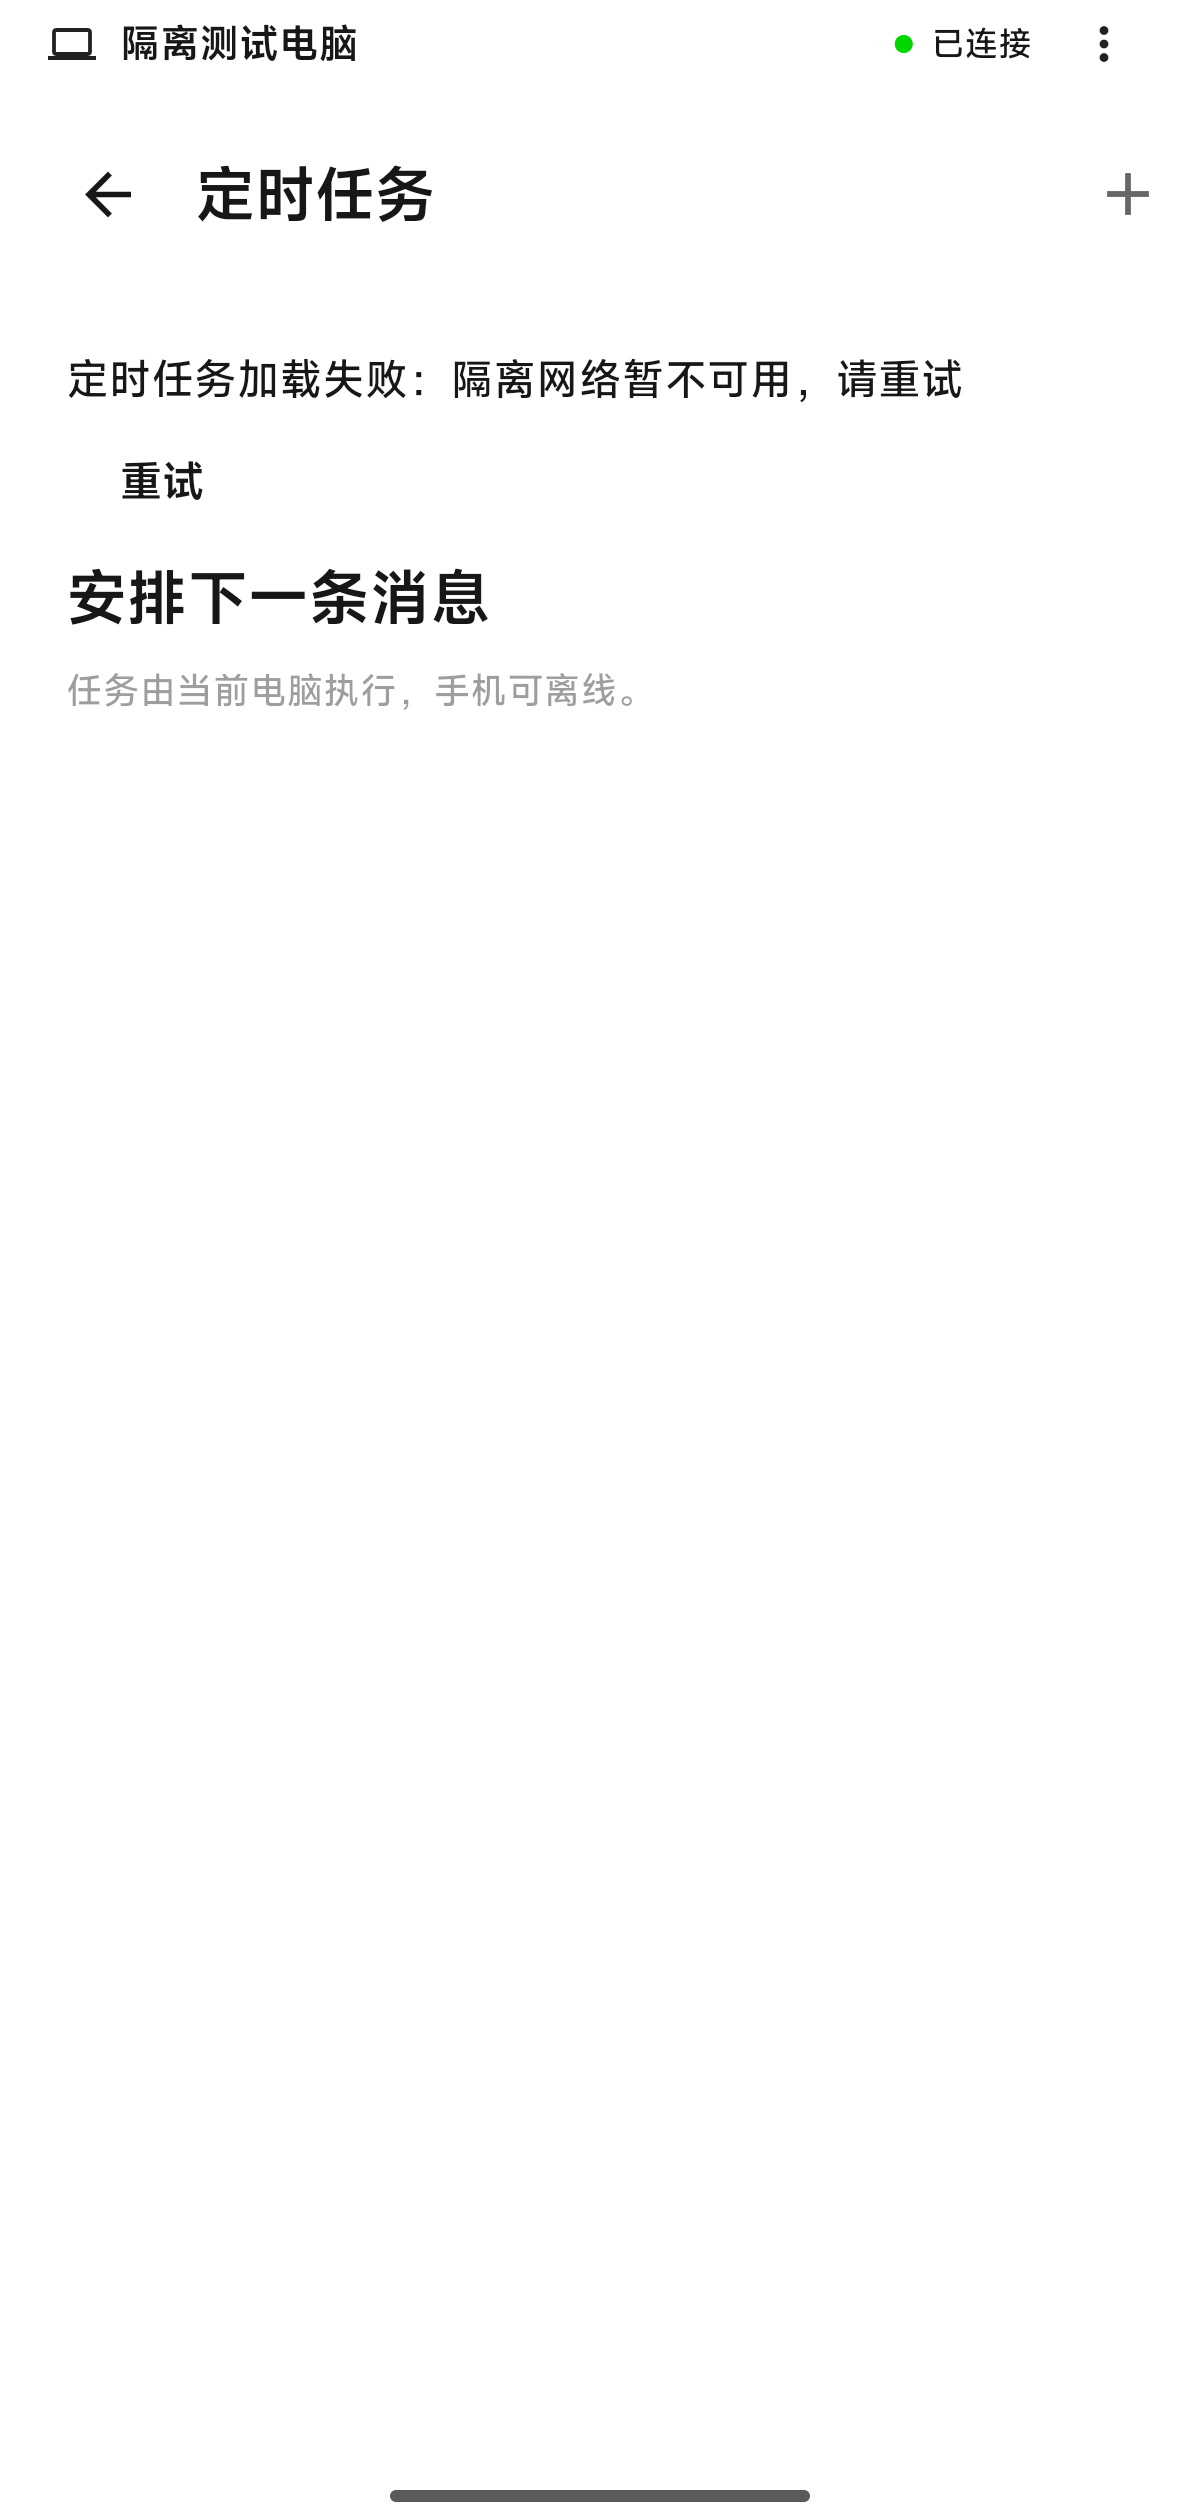 隔离测试电脑
已连接
定时任务
定时任务加载失败：隔离网络暂不可用，请重试
重试
安排下一条消息
任务由当前电脑执行，手机可离线。